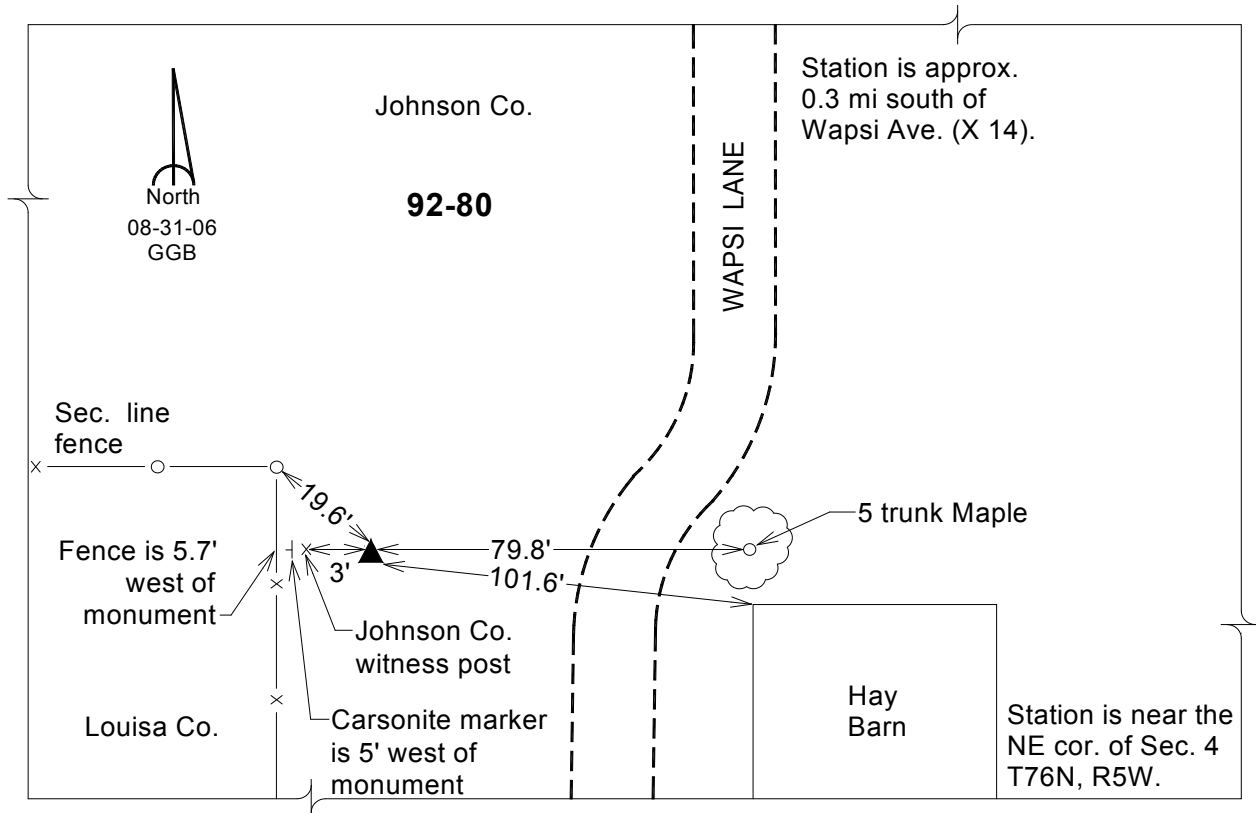 Johnson Co.
Station is approx.
0.3 mi south of
Wapsi Ave. (X 14).
North
08-31-06
GGB
92-80
WAPSI LANE
Sec. line
fence
19.6'
5 trunk Maple
79.8'
101.6'
3'
Fence is 5.7'
west of
monument
Johnson Co.
witness post
Louisa Co.
Carsonite marker
is 5' west of
monument
Hay
Barn
Station is near the
NE cor. of Sec. 4
T76N, R5W.